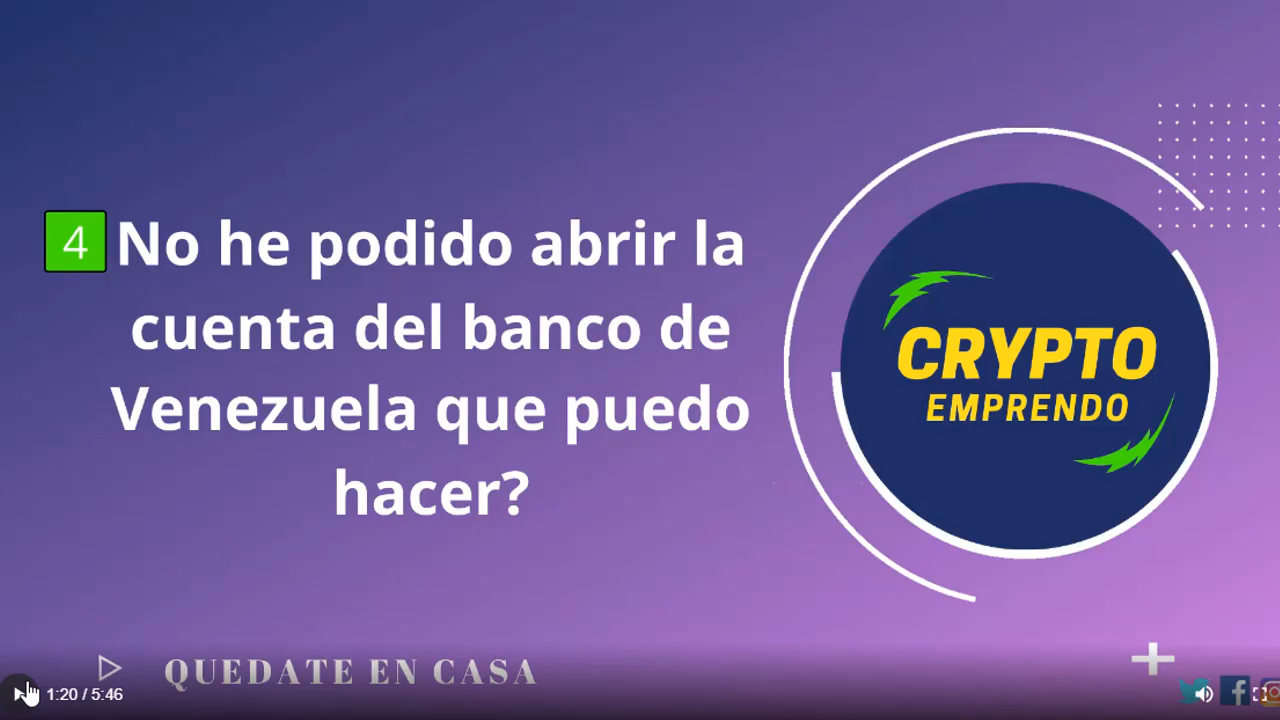 4 No he podido abrir la
cuenta del banco de
Venezuela que puedo
hacer?
CRYPTO
EMPRENDO
QUEDATE EN CASA
1:20 / 5:46